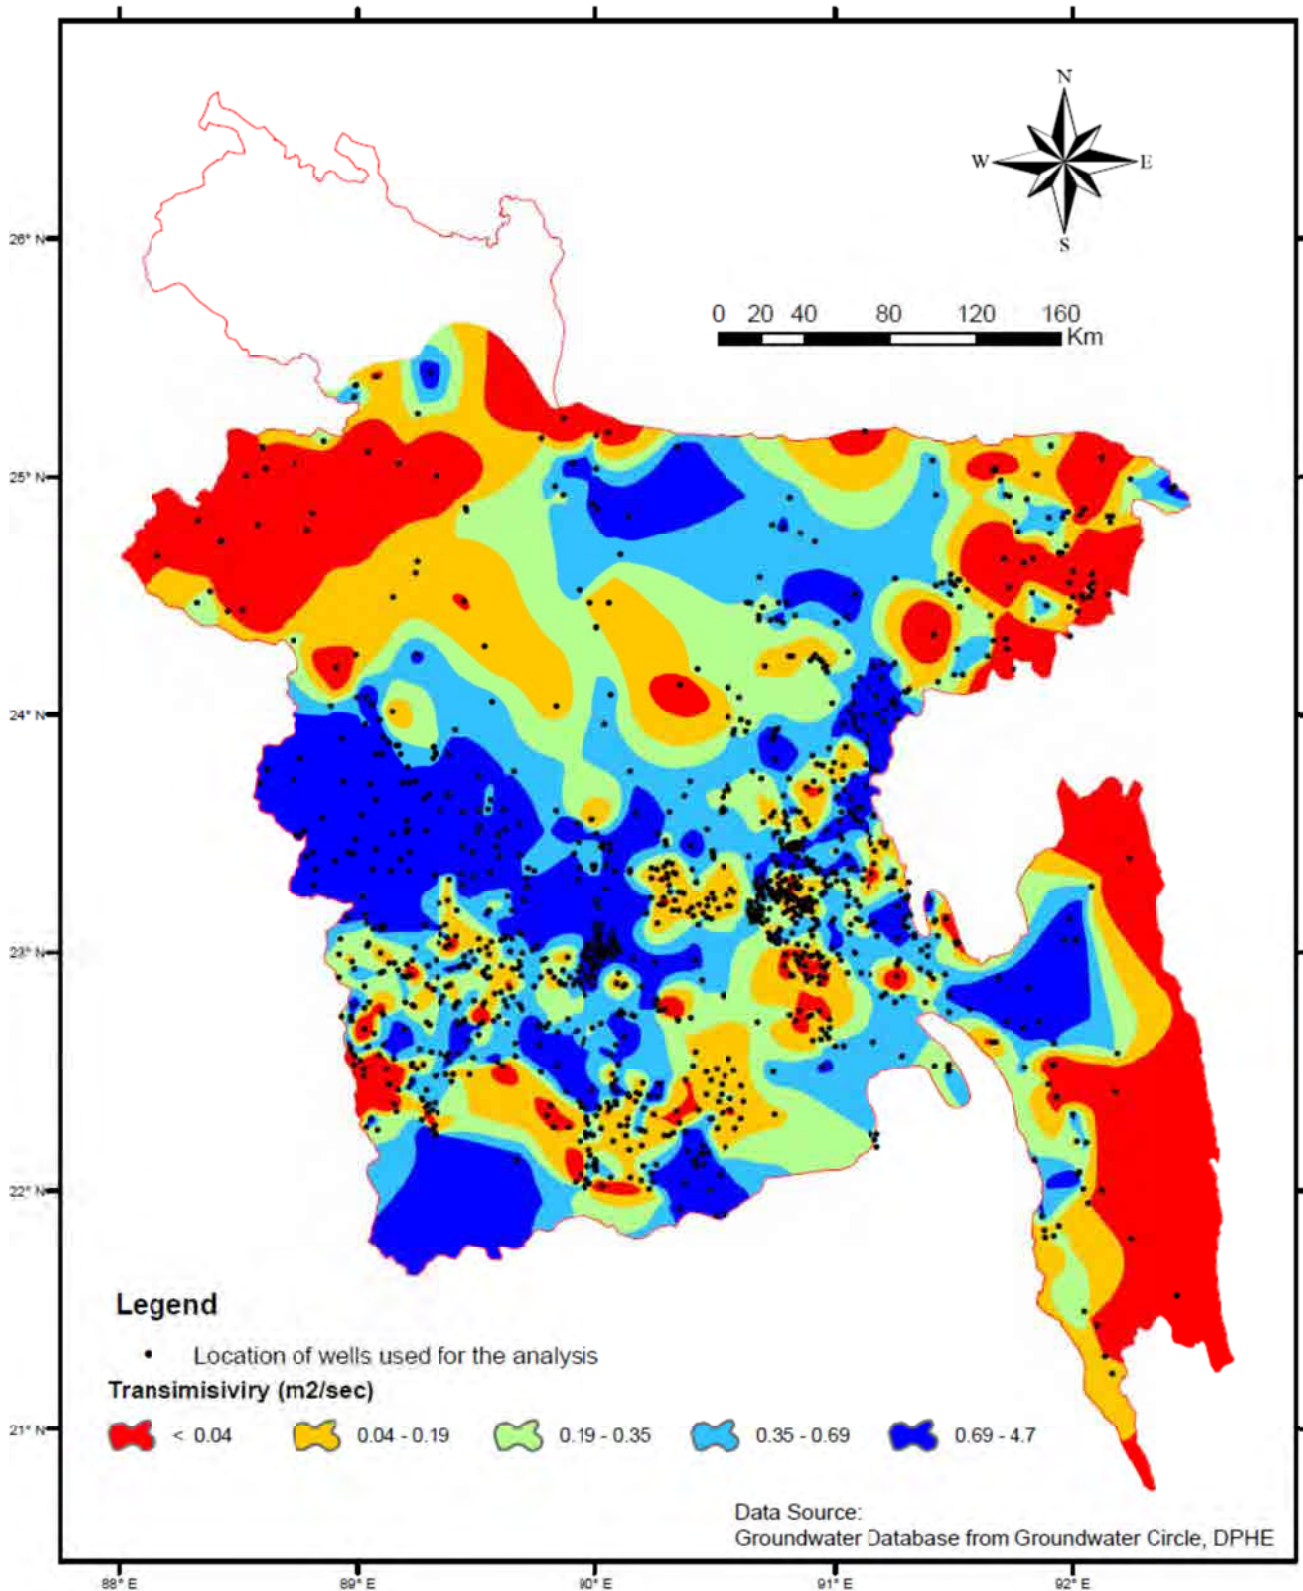 N
W E
S
0 20 40 80 120 160
Km
26° N
25° N
24° N
23° N
22° N
21° N
Legend
Location of wells used for the analysis
Transimisiviry (m2/sec)
< 0.04 0.04 - 0.19 0.19 - 0.35 0.35 - 0.69 0.69 - 4.7
Data Source:
Groundwater Database from Groundwater Circle, DPHE
88° E 89° E 90° E 91° E 92° E